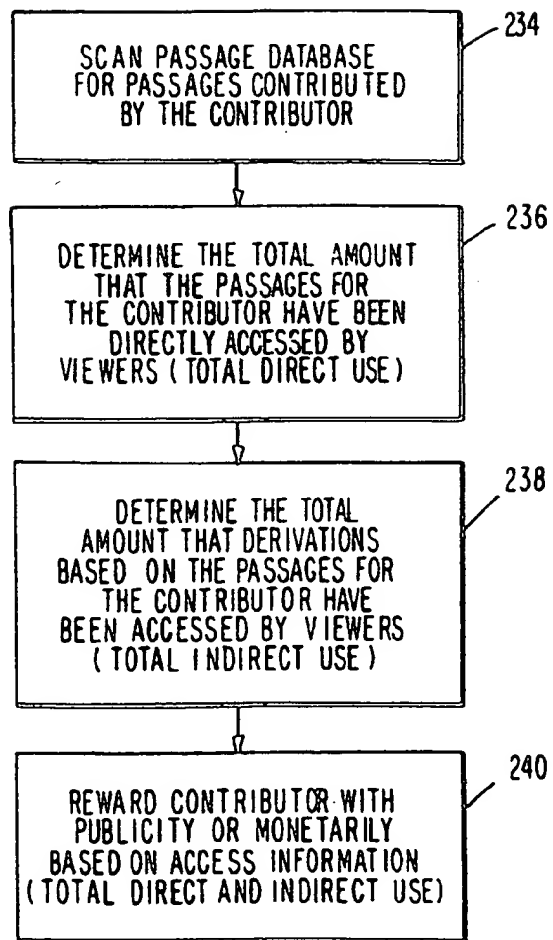 234
SCAN PASSAGE DATABASE
FOR PASSAGES CONTRIBUTED
BY THE CONTRIBUTOR
236
DETERMINE THE TOTAL AMOUNT
THAT THE PASSAGES FOR
THE CONTRIBUTOR HAVE BEEN
DIRECTLY ACCESSED BY
VIEWERS (TOTAL DIRECT USE)
238
DETERMINE THE TOTAL
AMOUNT THAT DERIVATIONS
BASED ON THE PASSAGES FOR
THE CONTRIBUTOR HAVE
BEEN ACCESSED BY VIEWERS
(TOTAL INDIRECT USE)
240
REWARD CONTRIBUTOR WITH
PUBLICITY OR MONETARILY
BASED ON ACCESS INFORMATION
(TOTAL DIRECT AND INDIRECT USE)